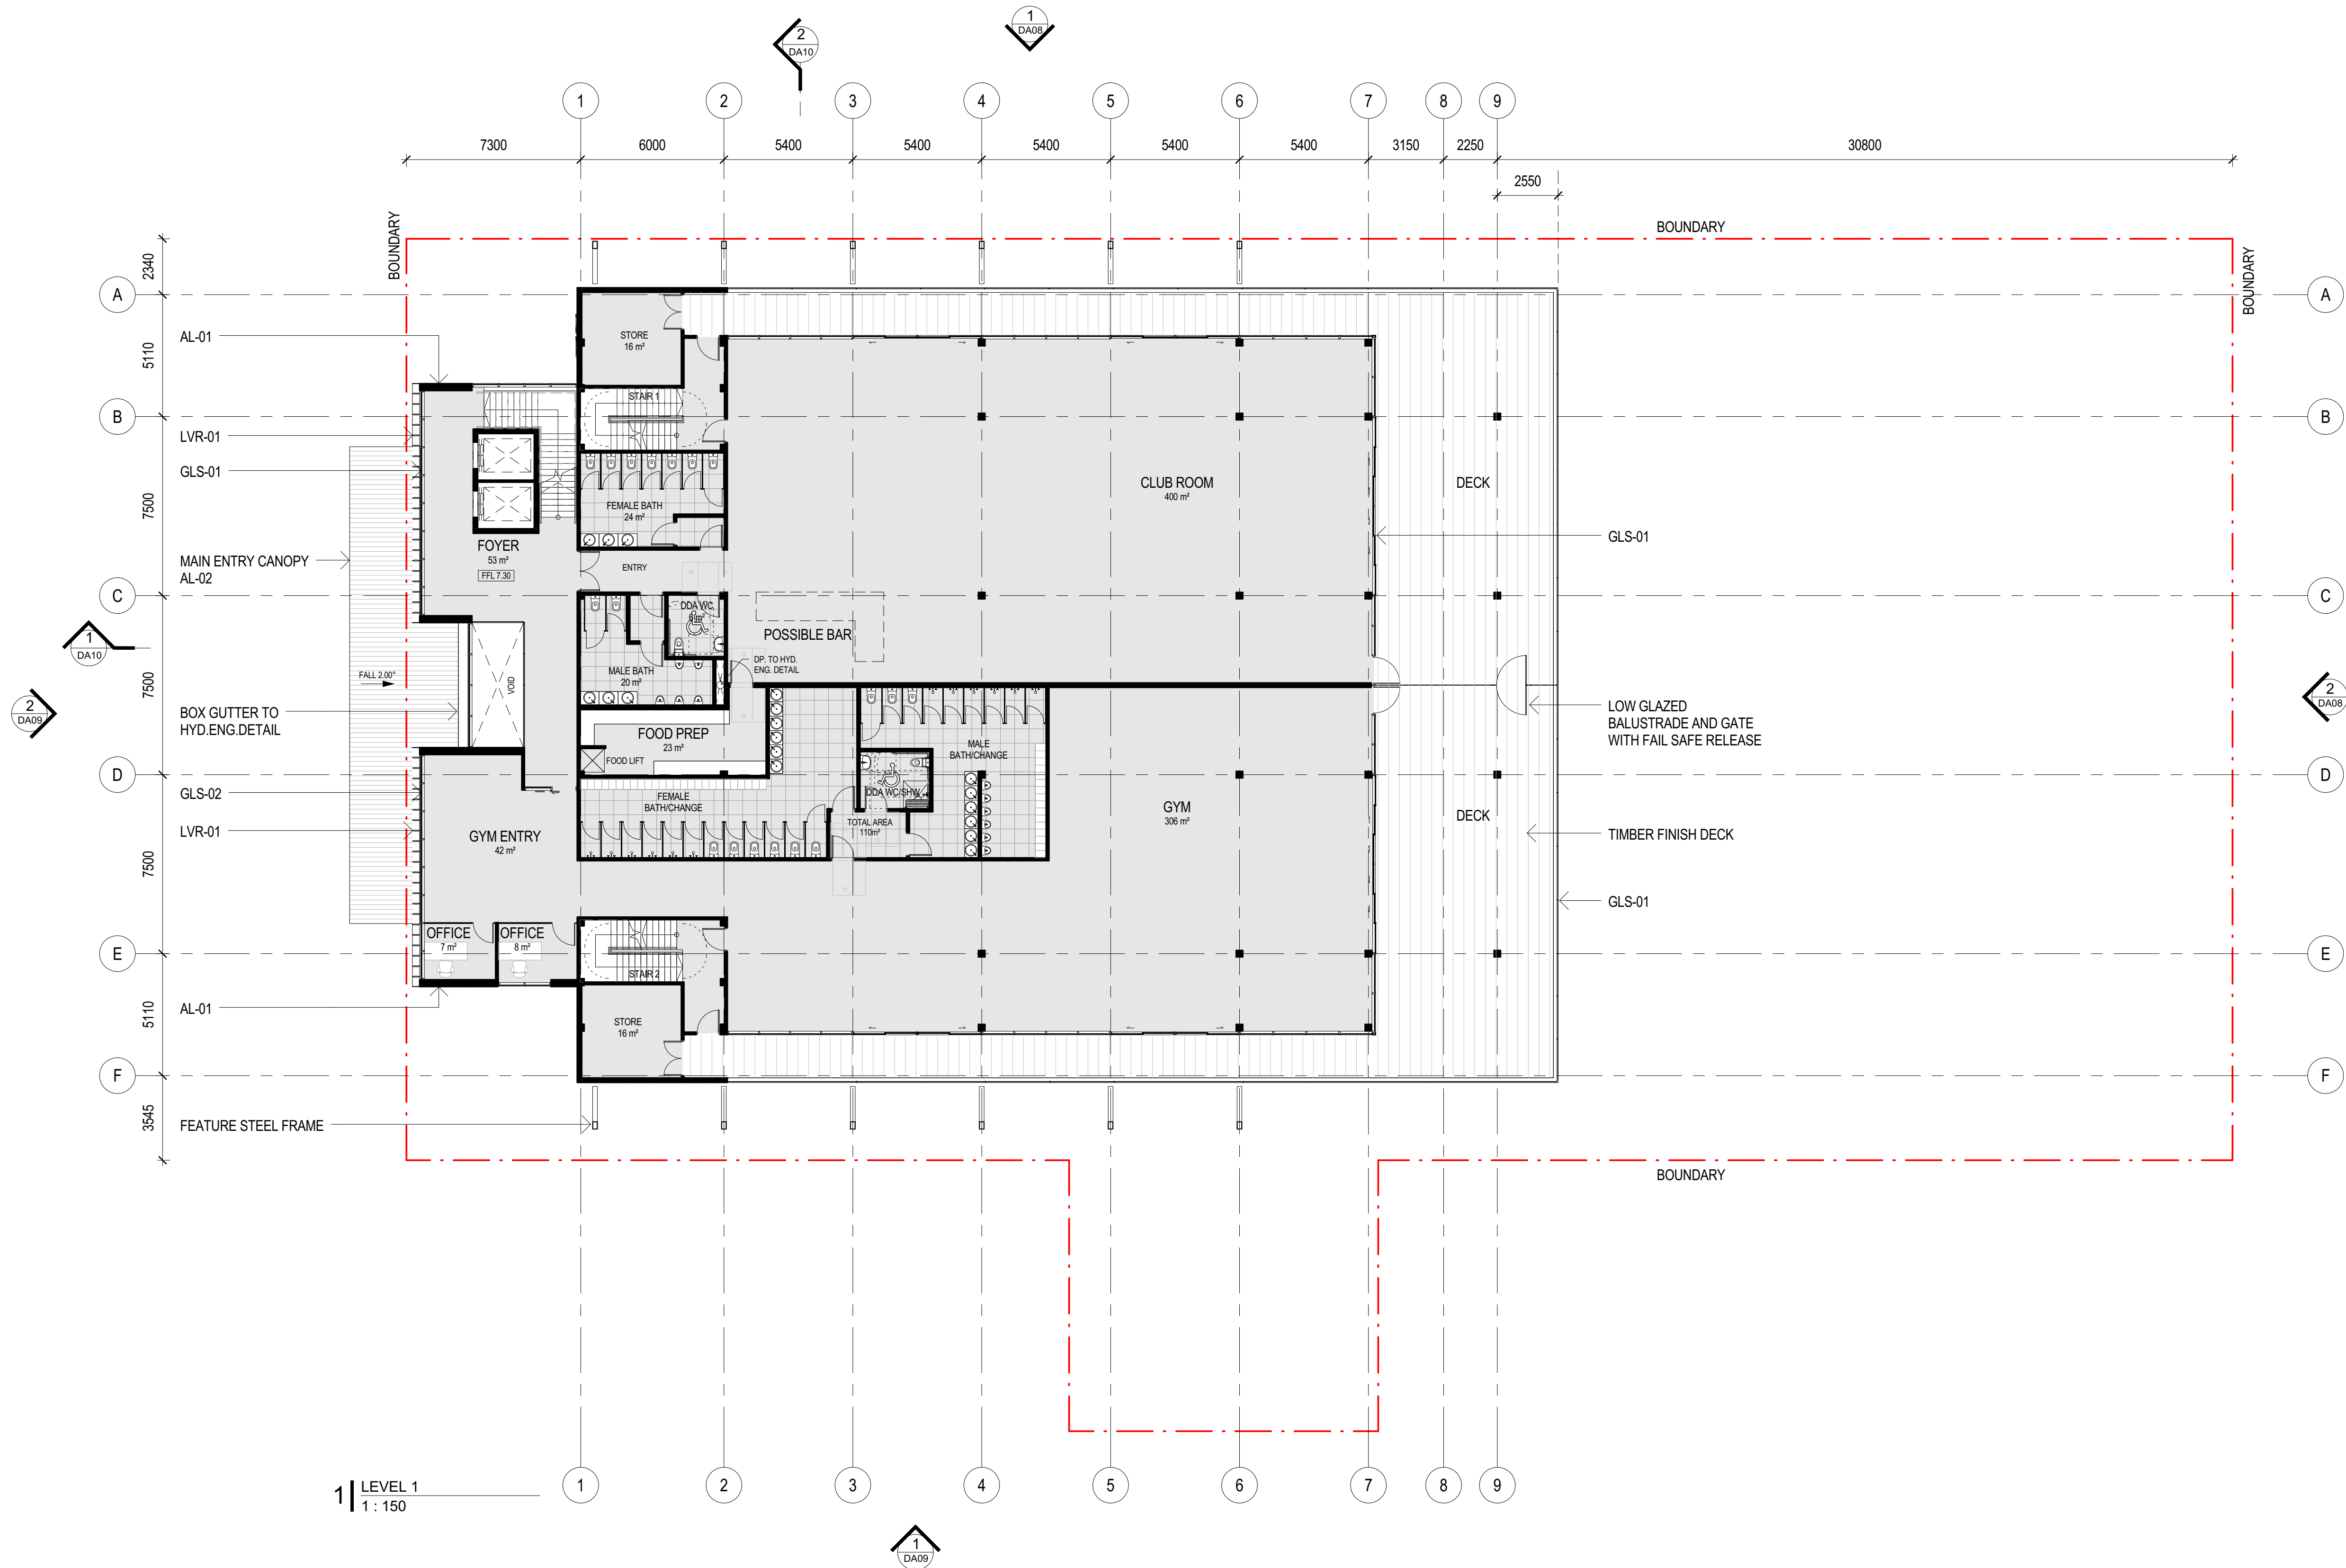 1
DA08
2
DA10
1
2
3
4
5
6
7
8
9
7300
6000
5400
5400
5400
5400
5400
3150
2250
30800
2550
BOUNDARY
BOUNDARY
BOUNDARY
2340
5110
7500
7500
7500
5110
3545
A
A
AL-01
STORE
16 m²
STAIR 1
B
B
LVR-01
GLS-01
FEMALE BATH
24 m²
CLUB ROOM
400 m²
DECK
GLS-01
FOYER
53 m²
FFL 7.30
ENTRY
MAIN ENTRY CANOPY
AL-02
C
C
DDA WC
POSSIBLE BAR
1
DA10
DP. TO HYD.
ENG. DETAIL
MALE BATH
20 m²
FALL 2.00°
VOID
2
DA09
2
DA08
BOX GUTTER TO
HYD.ENG.DETAIL
LOW GLAZED
BALUSTRADE AND GATE
WITH FAIL SAFE RELEASE
FOOD PREP
23 m²
FOOD LIFT
MALE
BATH/CHANGE
D
D
GLS-02
FEMALE
BATH/CHANGE
DDA WC/SHW
GYM
306 m²
DECK
LVR-01
TOTAL AREA
110m²
GYM ENTRY
42 m²
TIMBER FINISH DECK
GLS-01
OFFICE
7 m²
OFFICE
8 m²
E
E
STAIR 2
AL-01
STORE
16 m²
F
F
FEATURE STEEL FRAME
BOUNDARY
1
2
3
4
5
6
7
8
9
1
LEVEL 1
1 : 150
1
DA09